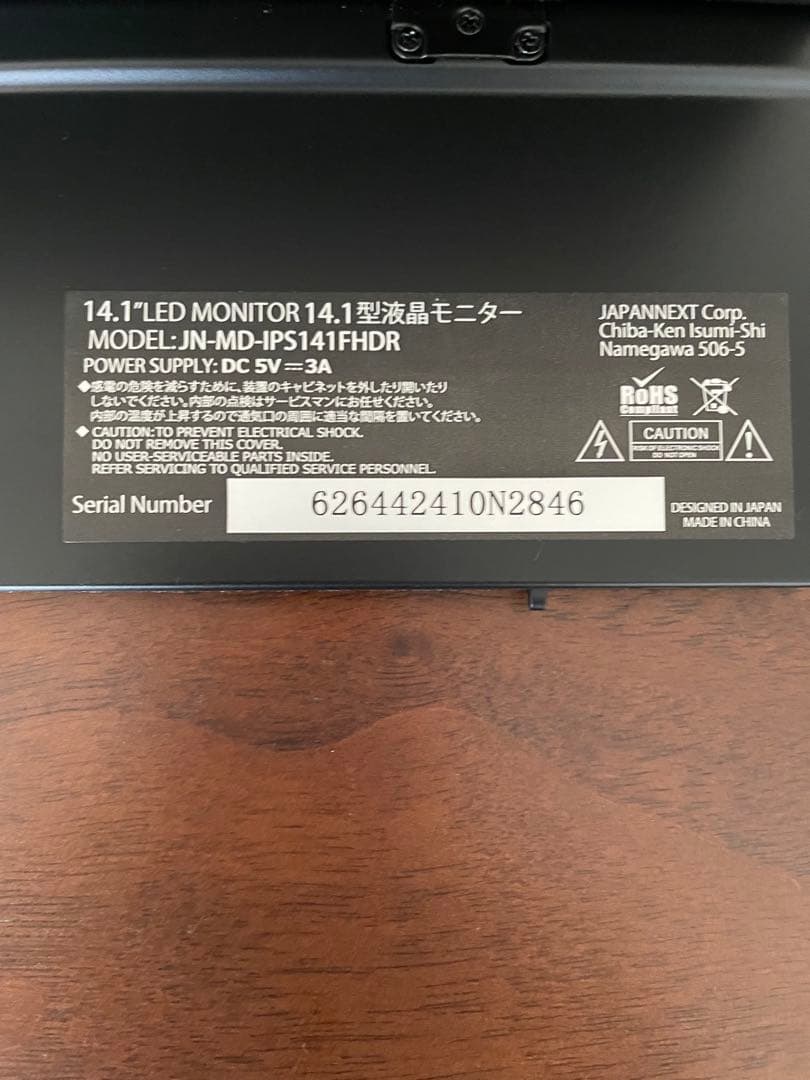 14.1"LED MONITOR 14.1型液晶モニター
MODEL: JN-MD-IPS141FHDR
POWER SUPPLY: DC 5V⎓3A
◆感電の危険を減らすために、装置のキャビネットを外したり開いたり
しないでください。内部の点検はサービスマンにお任せください。
内部の温度が上昇するので通気口の周囲に適当な間隔を置いてください。
◆ CAUTION: TO PREVENT ELECTRICAL SHOCK.
DO NOT REMOVE THIS COVER.
NO USER-SERVICEABLE PARTS INSIDE.
REFER SERVICING TO QUALIFIED SERVICE PERSONNEL.
JAPANNEXT Corp.
Chiba-Ken Isumi-Shi
Namegawa 506-5
RoHS
Compliant
CAUTION
RISK OF ELECTRONIC SHOCK
DO NOT OPEN
Serial Number 626442410N2846
DESIGNED IN JAPAN
MADE IN CHINA